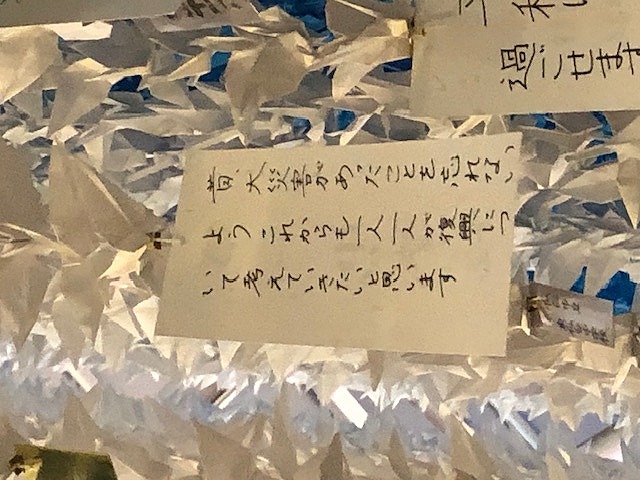 過ごせます
昔、大災害があったことを忘れない
よう これからも一人一人が復興につ
いて考えていきたいと思います